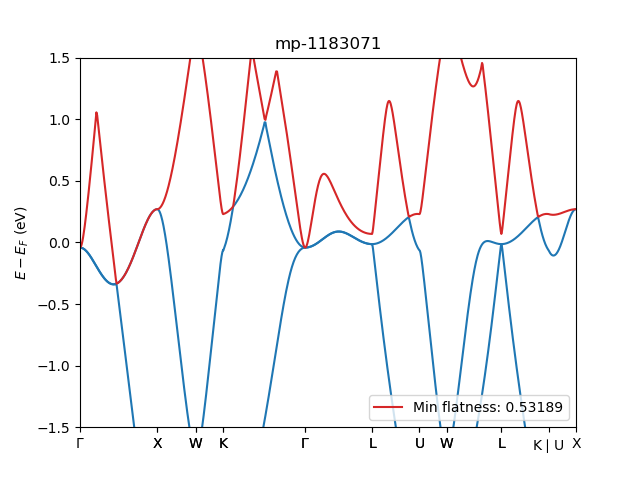 mp-1183071
E − E_F (eV)
1.5
1.0
0.5
0.0
−0.5
−1.0
−1.5
Min flatness: 0.53189
Γ X W K Γ L U W L K | U X